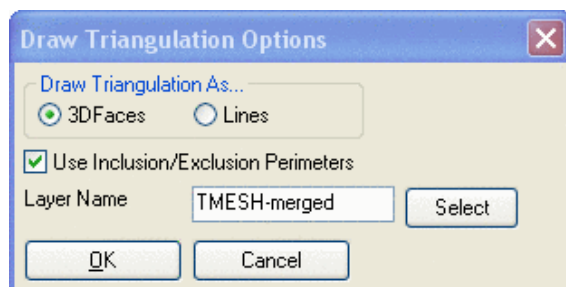 Draw Triangulation Options
Draw Triangulation As...
3DFaces Lines
Use Inclusion/Exclusion Perimeters
Layer Name TMESH-merged Select
OK Cancel